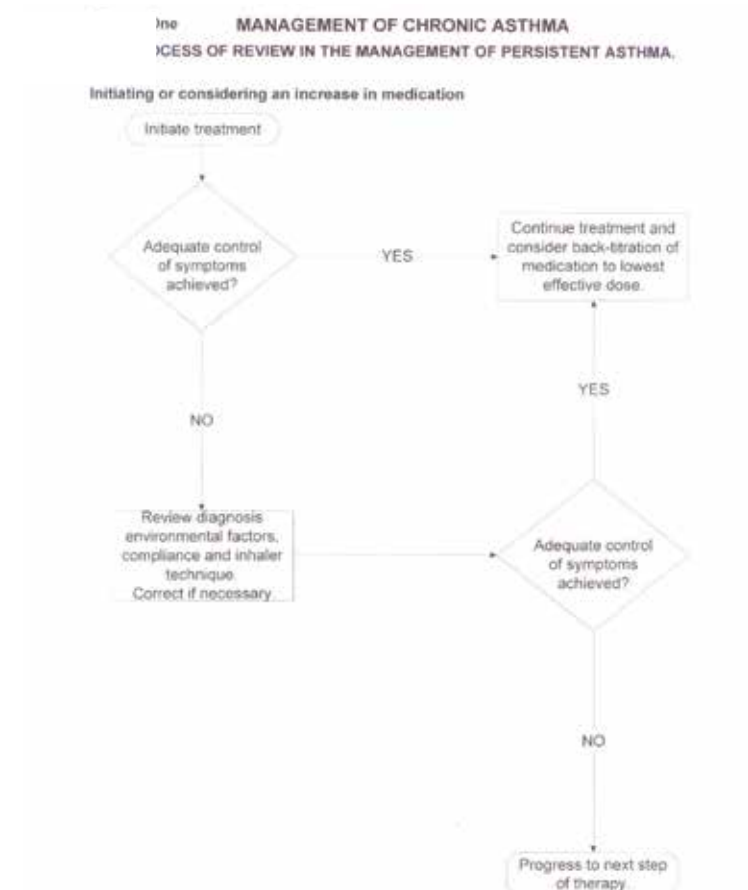 One MANAGEMENT OF CHRONIC ASTHMA
OCESS OF REVIEW IN THE MANAGEMENT OF PERSISTENT ASTHMA.
Initiating or considering an increase in medication
Initiate treatment
Adequate control
of symptoms
achieved?
YES
Continue treatment and
consider back-titration of
medication to lowest
effective dose.
NO
YES
Review diagnosis
environmental factors,
compliance and inhaler
technique.
Correct if necessary
Adequate control
of symptoms
achieved?
NO
Progress to next step
of therapy.